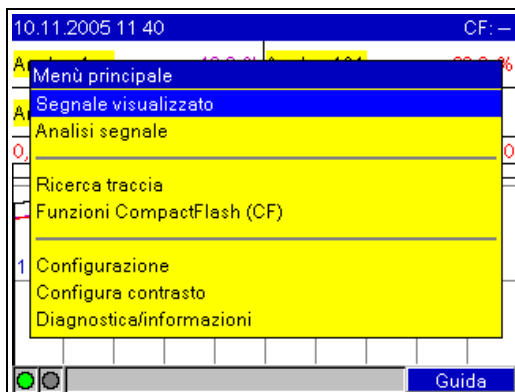 10.11.2005 11 40 CF: --
Menù principale
Segnale visualizzato
Analisi segnale
Ricerca traccia
Funzioni CompactFlash (CF)
Configurazione
Configura contrasto
Diagnostica/informazioni
Guida